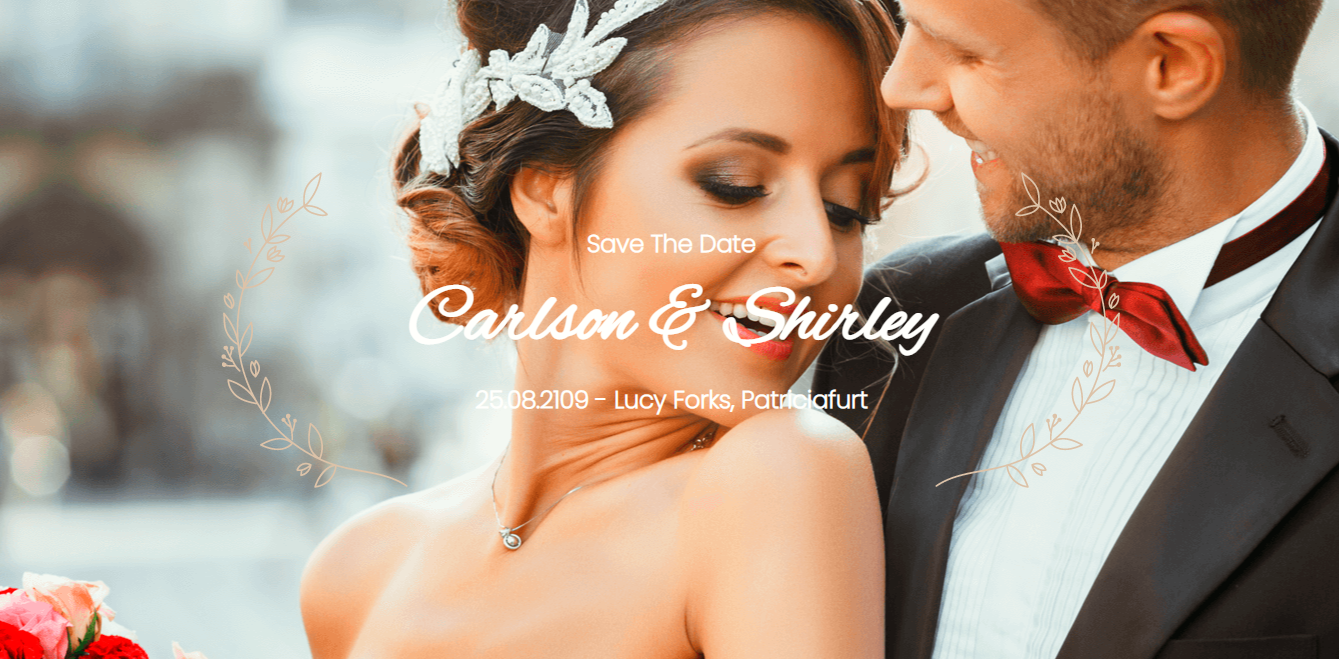 Save The Date
Carlson & Shirley
25.08.2109 - Lucy Forks, Patriciafurt